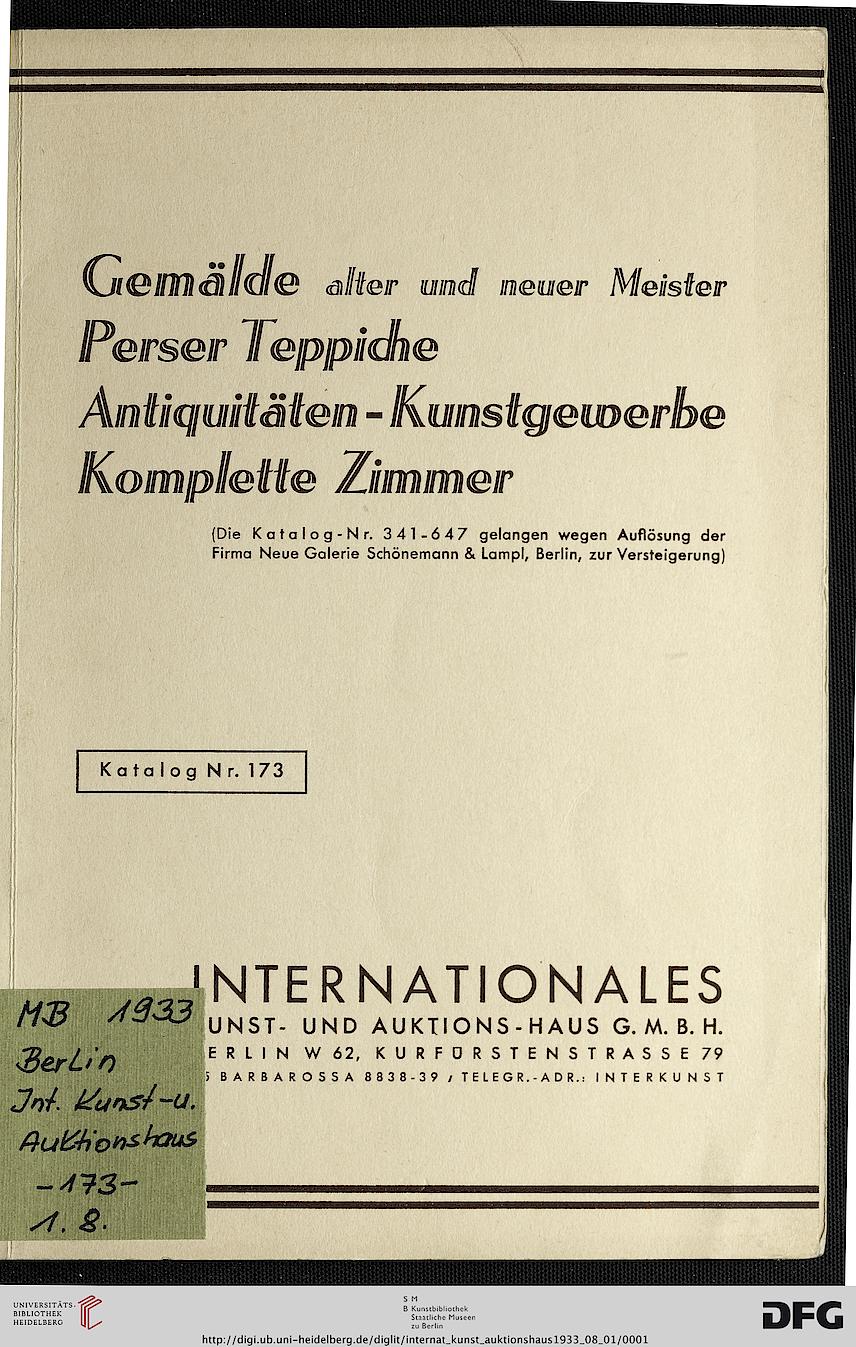 Gemälde alter und neuer Meister
Perser Teppiche
Antiquitäten - Kunstgewerbe
Komplette Zimmer
(Die Katalog-Nr. 341-647 gelangen wegen Auflösung der
Firma Neue Galerie Schönemann & Lampl, Berlin, zur Versteigerung)
Katalog Nr. 173
INTERNATIONALES
UNST- UND AUKTIONS-HAUS G. M. B. H.
ERLIN W 62, KURFÜRSTENSTRASSE 79
5 BARBAROSSA 8838-39 / TELEGR.-ADR.: INTERKUNST
MB 1933
Berlin
Int. Kunst-u.
Auktionshaus
-173-
1. 8.
UNIVERSITÄTS-
BIBLIOTHEK
HEIDELBERG
S M
B Kunstbibliothek
Staatliche Museen
zu Berlin
DFG
http://digi.ub.uni-heidelberg.de/diglit/internat_kunst_auktionshaus1933_08_01/0001